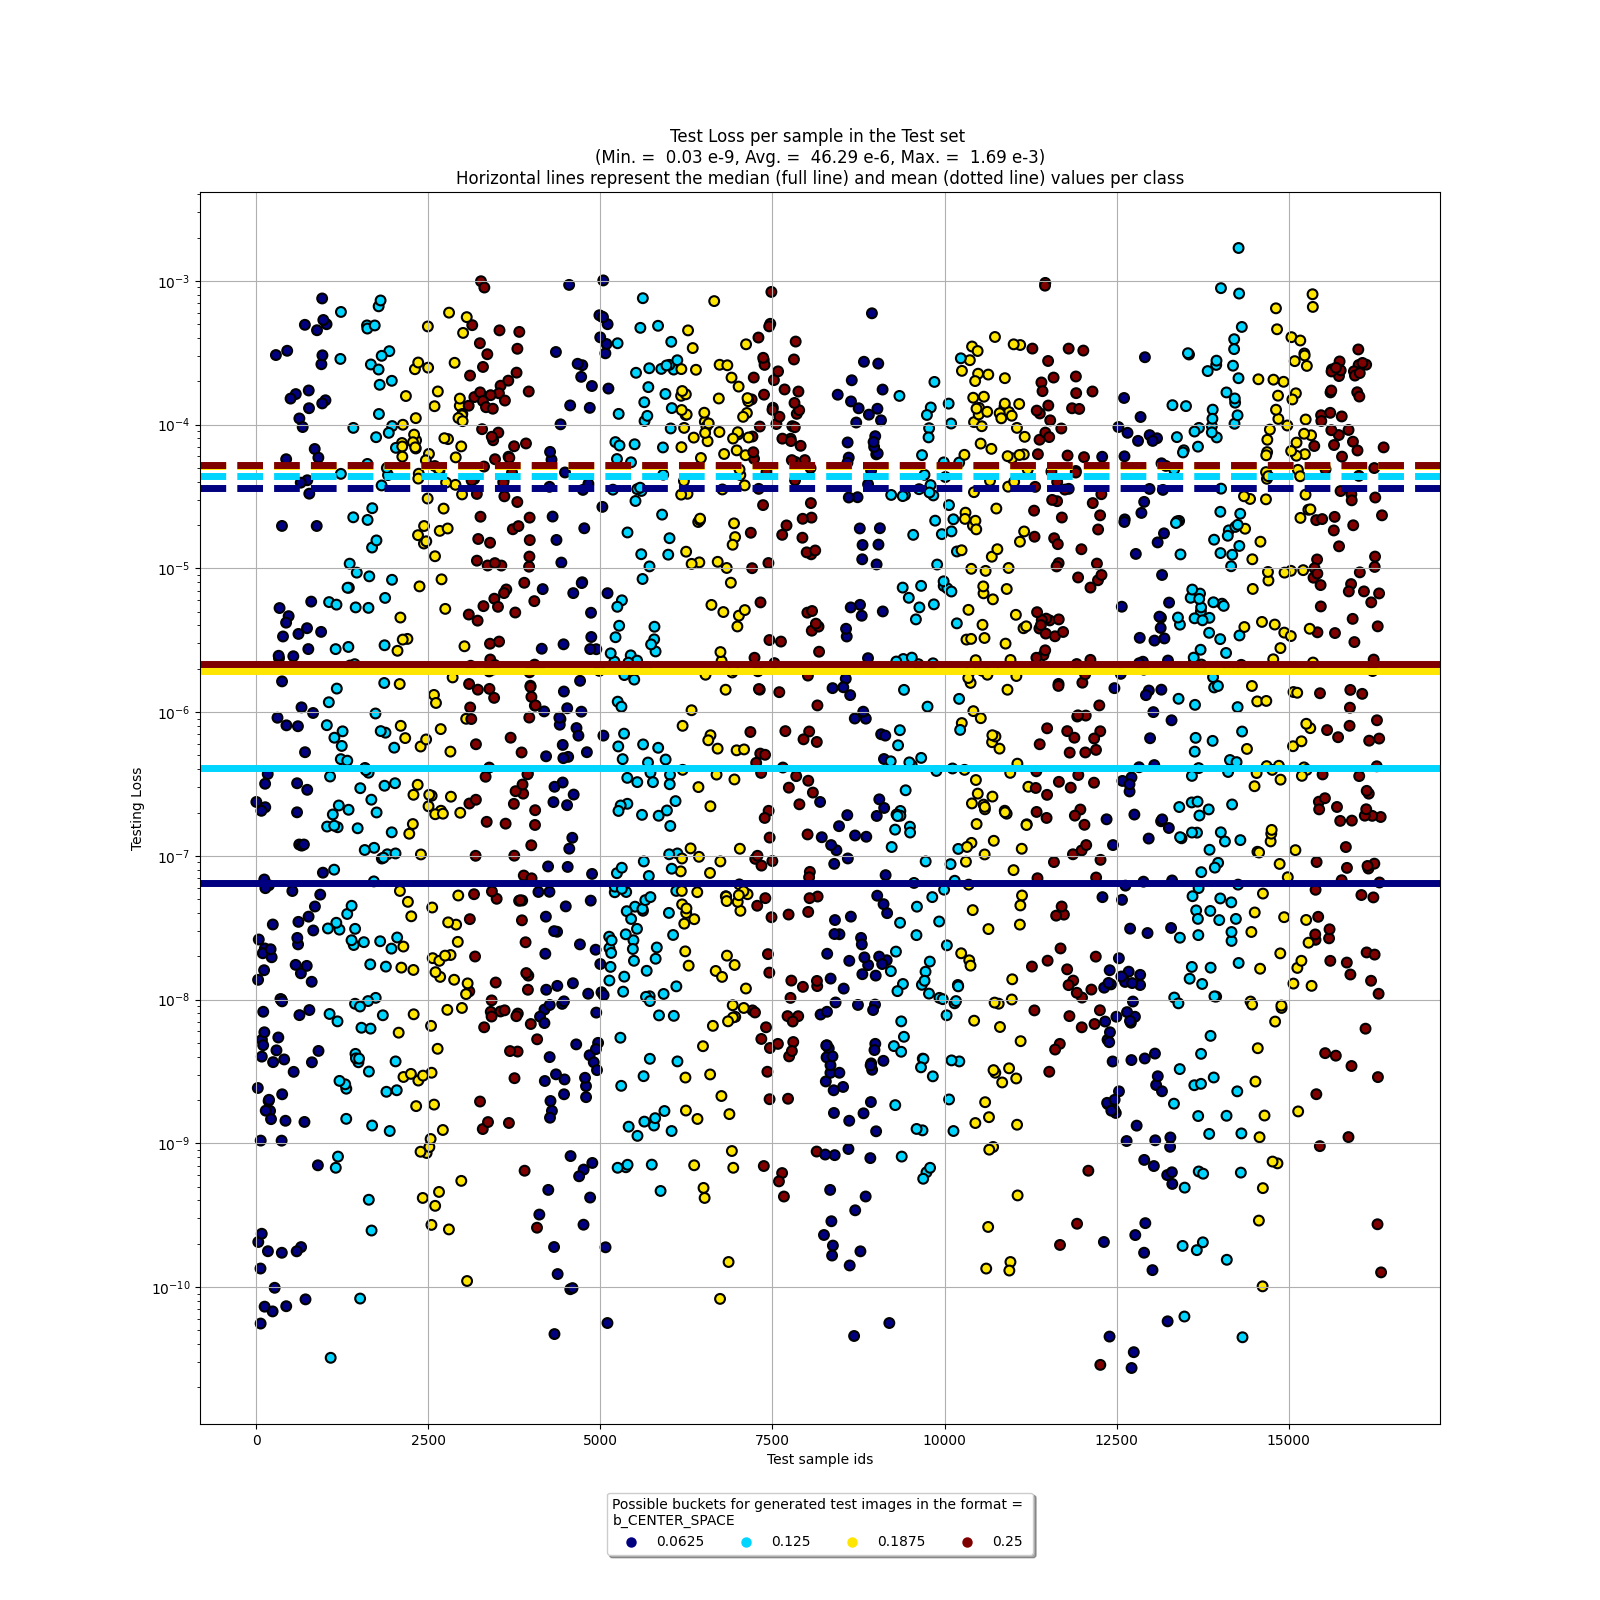 Test Loss per sample in the Test set
(Min. =  0.03 e-9, Avg. =  46.29 e-6, Max. =  1.69 e-3)
Horizontal lines represent the median (full line) and mean (dotted line) values per class
Testing Loss
10⁻³
10⁻⁴
10⁻⁵
10⁻⁶
10⁻⁷
10⁻⁸
10⁻⁹
10⁻¹⁰
0 2500 5000 7500 10000 12500 15000
Test sample ids
Possible buckets for generated test images in the format =
b_CENTER_SPACE
0.0625 0.125 0.1875 0.25